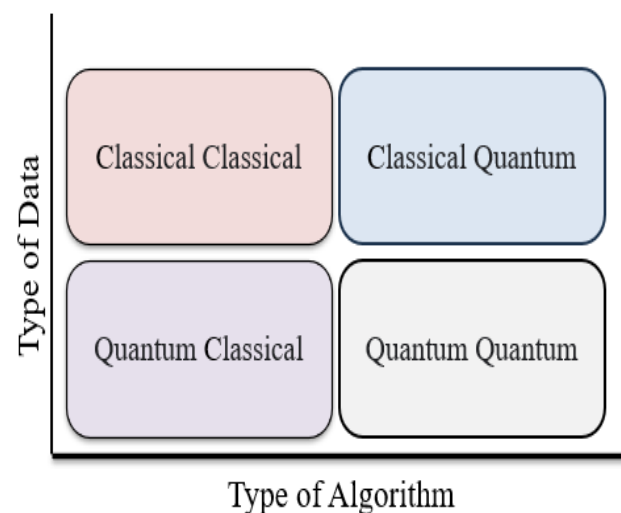 Type of Data
Classical Classical
Classical Quantum
Quantum Classical
Quantum Quantum
Type of Algorithm